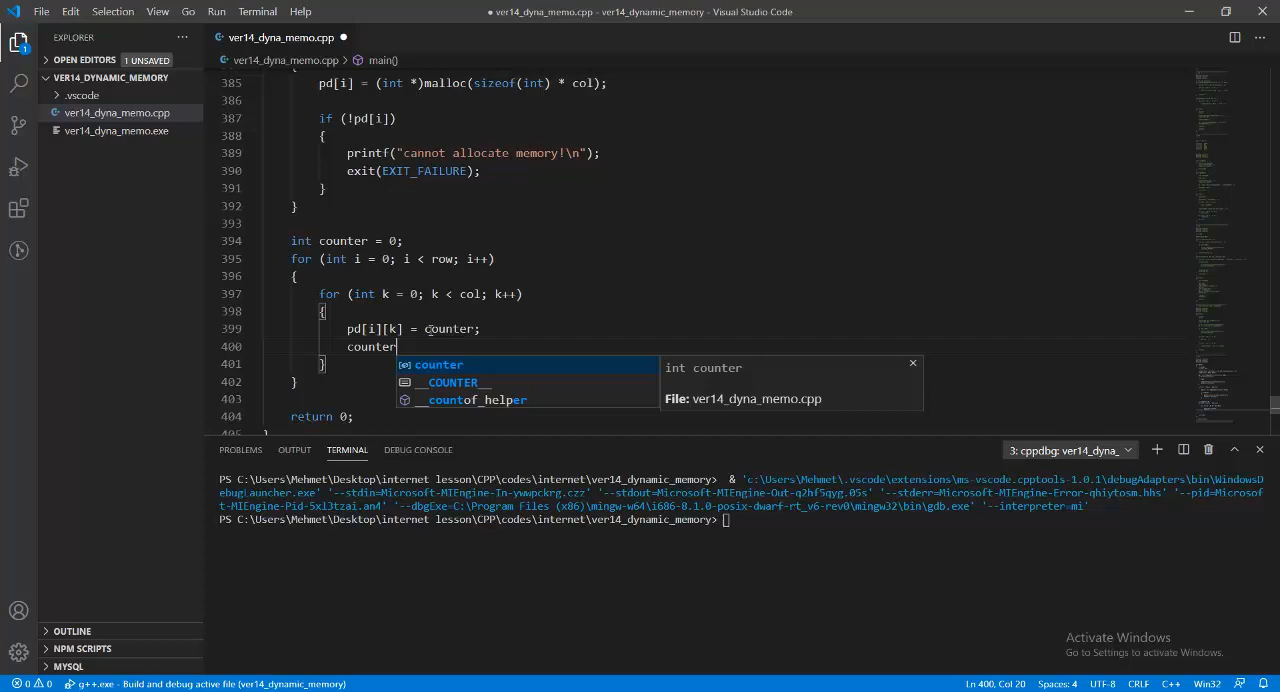 File Edit Selection View Go Run Terminal Help
● ver14_dyna_memo.cpp - ver14_dynamic_memory - Visual Studio Code
EXPLORER
ver14_dyna_memo.cpp
OPEN EDITORS 1 UNSAVED
ver14_dyna_memo.cpp > main()
VER14_DYNAMIC_MEMORY
.vscode
ver14_dyna_memo.cpp
ver14_dyna_memo.exe
1
385 pd[i] = (int *)malloc(sizeof(int) * col);
386
387 if (!pd[i])
388 {
389 printf("cannot allocate memory!\n");
390 exit(EXIT_FAILURE);
391 }
392 }
393
394 int counter = 0;
395 for (int i = 0; i < row; i++)
396 {
397 for (int k = 0; k < col; k++)
398 {
399 pd[i][k] = counter;
400 counter
401 }
402 }
403
404 return 0;
405 }
counter
__COUNTER__
__countof_helper
int counter
File: ver14_dyna_memo.cpp
PROBLEMS OUTPUT TERMINAL DEBUG CONSOLE
3: cppdbg: ver14_dyna_
PS C:\Users\Mehmet\Desktop\internet lesson\CPP\codes\internet\ver14_dynamic_memory> & 'c:\Users\Mehmet\.vscode\extensions\ms-vscode.cpptools-1.0.1\debugAdapters\bin\WindowsD
ebugLauncher.exe' '--stdin=Microsoft-MIEngine-In-ywwpckrg.czz' '--stdout=Microsoft-MIEngine-Out-q2hf5qyg.05s' '--stderr=Microsoft-MIEngine-Error-qhiytosm.hhs' '--pid=Microsof
t-MIEngine-Pid-5xl3tzai.an4' '--dbgExe=C:\Program Files (x86)\mingw-w64\i686-8.1.0-posix-dwarf-rt_v6-rev0\mingw32\bin\gdb.exe' '--interpreter=mi'
PS C:\Users\Mehmet\Desktop\internet lesson\CPP\codes\internet\ver14_dynamic_memory>
OUTLINE
NPM SCRIPTS
MYSQL
Activate Windows
Go to Settings to activate Windows.
0 0 g++.exe - Build and debug active file (ver14_dynamic_memory)
Ln 400, Col 20 Spaces: 4 UTF-8 CRLF C++ Win32